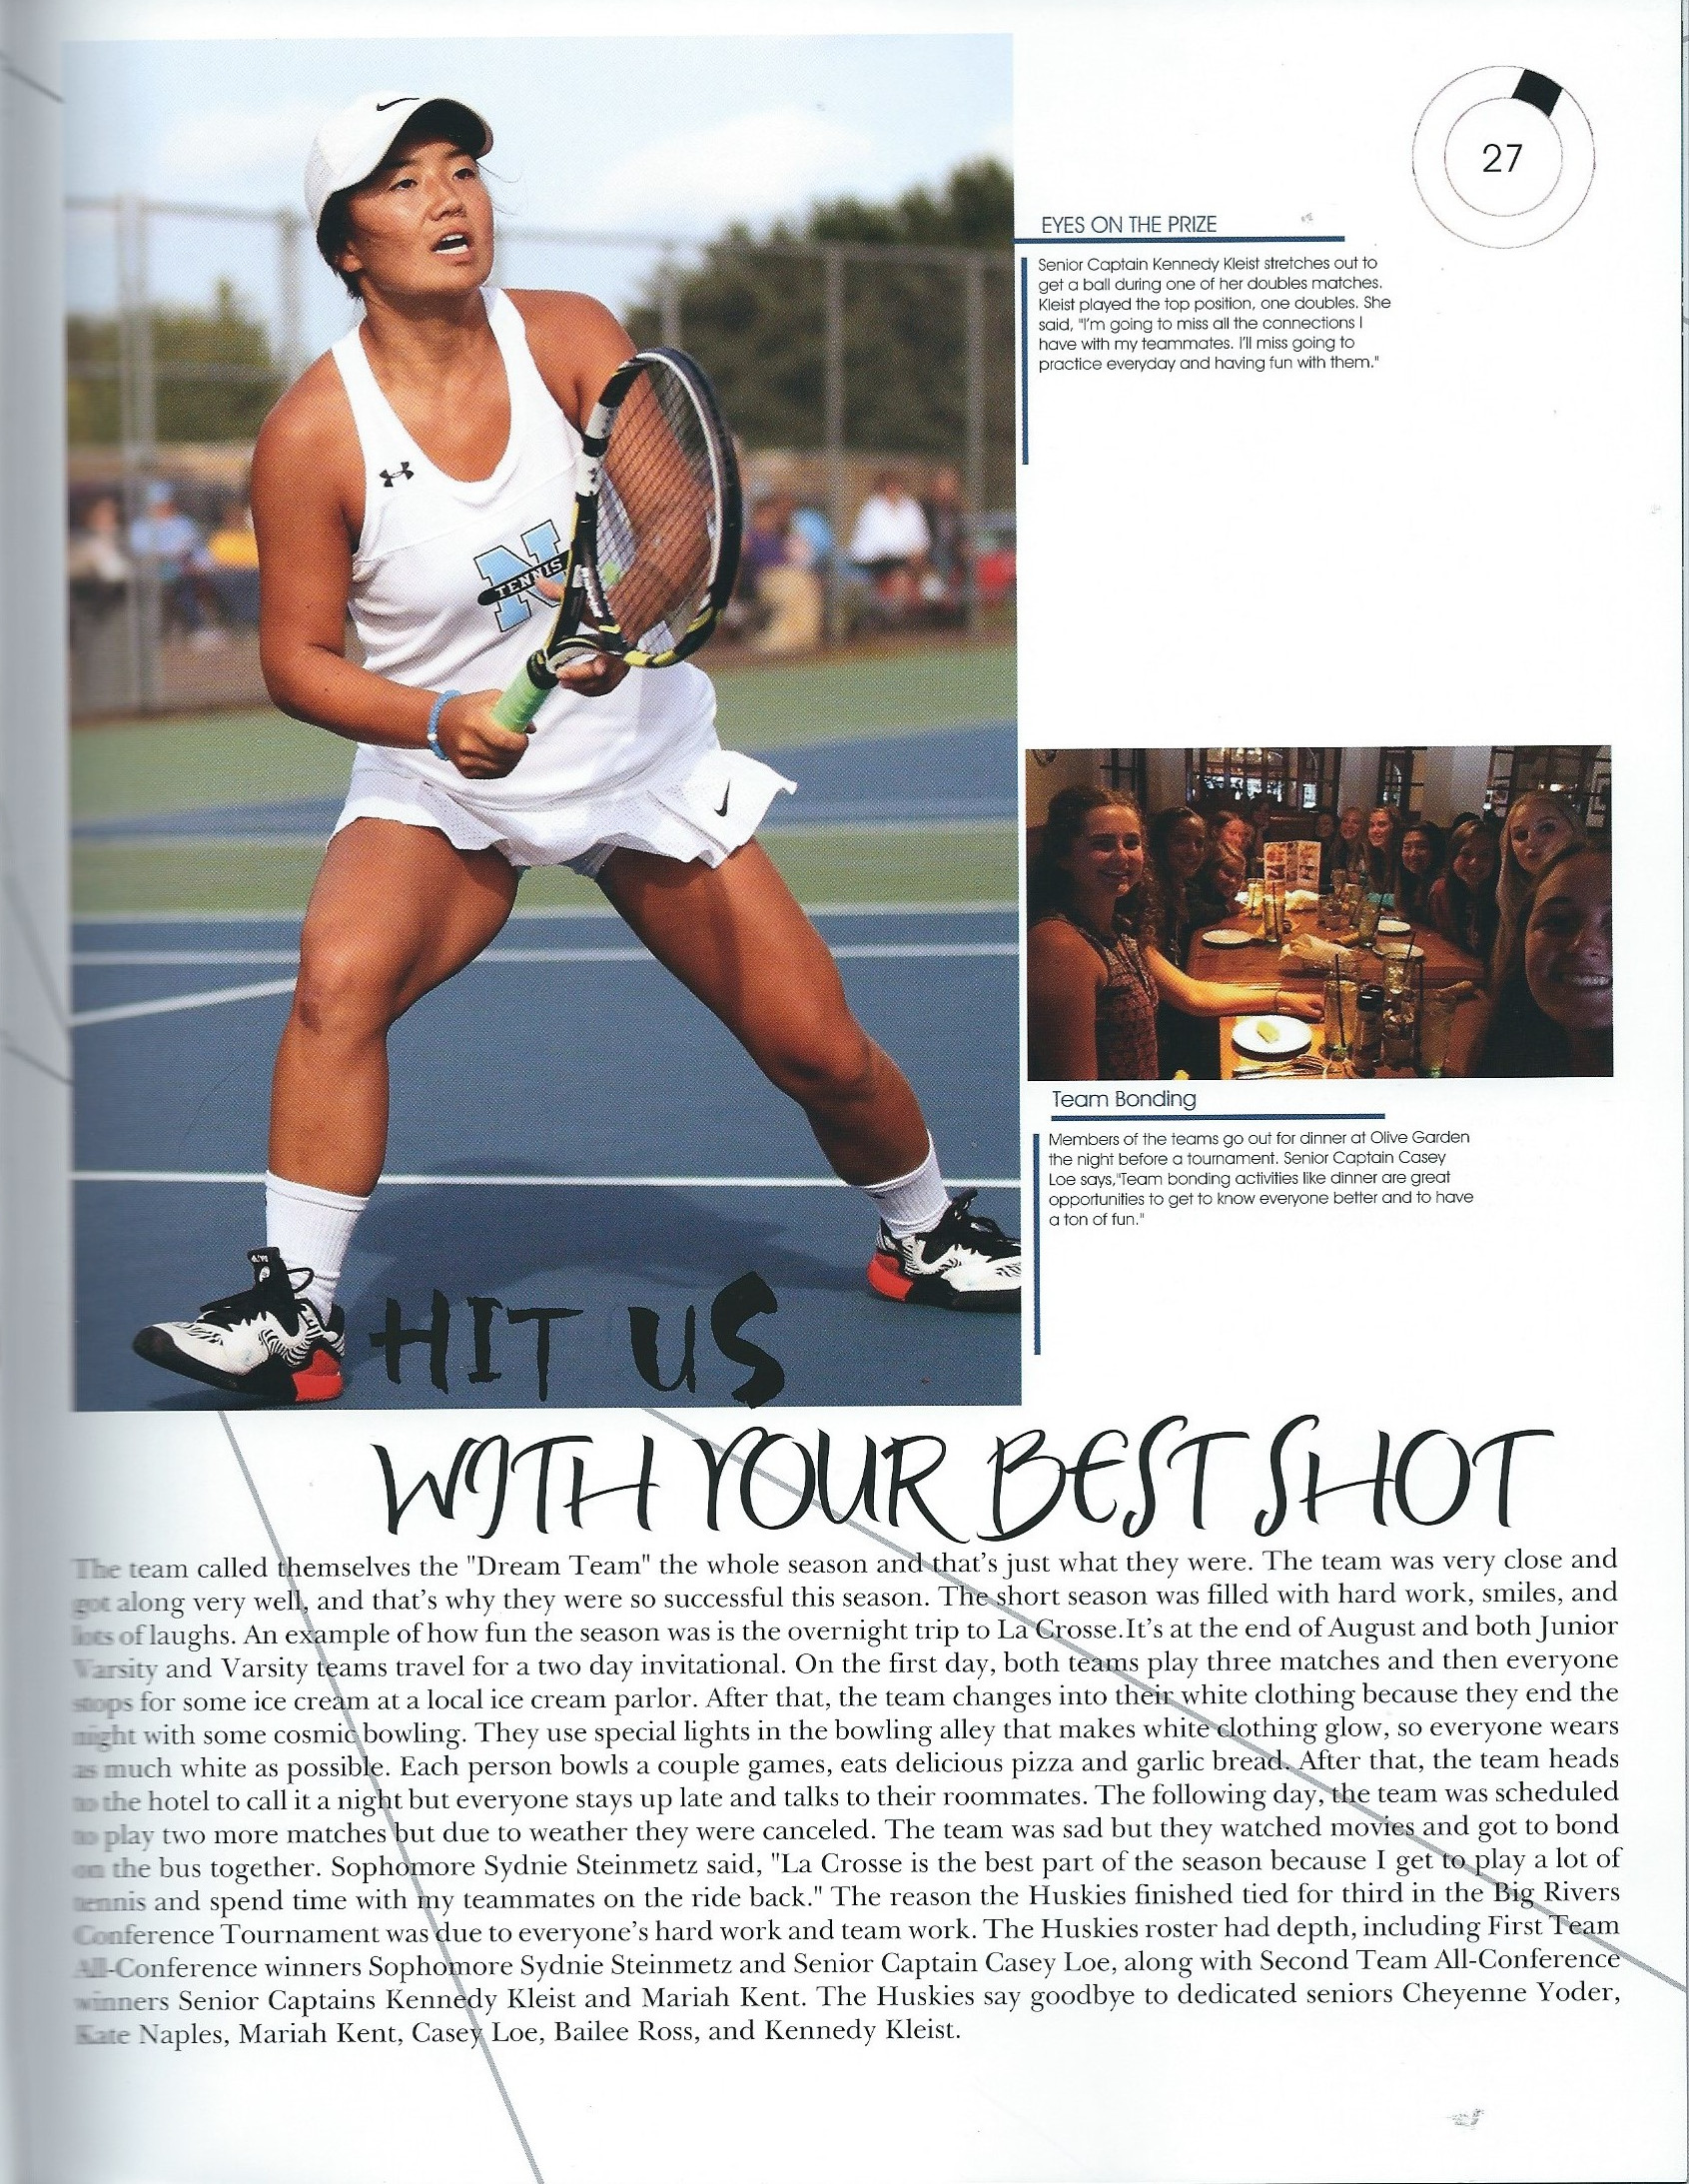 27
EYES ON THE PRIZE
Senior Captain Kennedy Kleist stretches out to
get a ball during one of her doubles matches.
Kleist played the top position, one doubles. She
said, "I'm going to miss all the connections I
have with my teammates. I'll miss going to
practice everyday and having fun with them."
N
TENNIS
Team Bonding
Members of the teams go out for dinner at Olive Garden
the night before a tournament. Senior Captain Casey
Loe says,"Team bonding activities like dinner are great
opportunities to get to know everyone better and to have
a ton of fun."
HIT US
WITH YOUR BEST SHOT
The team called themselves the "Dream Team" the whole season and that's just what they were. The team was very close and
got along very well, and that's why they were so successful this season. The short season was filled with hard work, smiles, and
lots of laughs. An example of how fun the season was is the overnight trip to La Crosse.It's at the end of August and both Junior
Varsity and Varsity teams travel for a two day invitational. On the first day, both teams play three matches and then everyone
stops for some ice cream at a local ice cream parlor. After that, the team changes into their white clothing because they end the
night with some cosmic bowling. They use special lights in the bowling alley that makes white clothing glow, so everyone wears
as much white as possible. Each person bowls a couple games, eats delicious pizza and garlic bread. After that, the team heads
to the hotel to call it a night but everyone stays up late and talks to their roommates. The following day, the team was scheduled
to play two more matches but due to weather they were canceled. The team was sad but they watched movies and got to bond
on the bus together. Sophomore Sydnie Steinmetz said, "La Crosse is the best part of the season because I get to play a lot of
tennis and spend time with my teammates on the ride back." The reason the Huskies finished tied for third in the Big Rivers
Conference Tournament was due to everyone's hard work and team work. The Huskies roster had depth, including First Team
All-Conference winners Sophomore Sydnie Steinmetz and Senior Captain Casey Loe, along with Second Team All-Conference
winners Senior Captains Kennedy Kleist and Mariah Kent. The Huskies say goodbye to dedicated seniors Cheyenne Yoder,
Kate Naples, Mariah Kent, Casey Loe, Bailee Ross, and Kennedy Kleist.